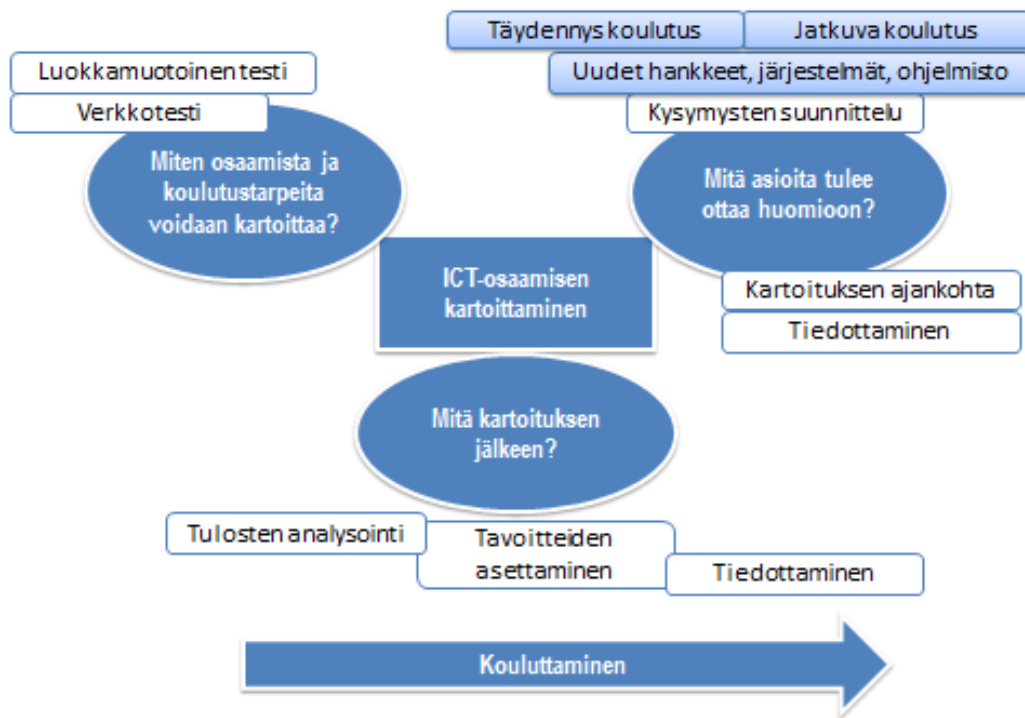 Täydennys koulutus
Jatkuva koulutus
Uudet hankkeet, järjestelmät, ohjelmisto
Kysymysten suunnittelu
Luokkamuotoinen testi
Verkkotesti
Miten osaamista ja
koulutustarpeita
voidaan kartoittaa?
Mitä asioita tulee
ottaa huomioon?
ICT-osaamisen
kartoittaminen
Kartoituksen ajankohta
Tiedottaminen
Mitä kartoituksen
jälkeen?
Tulosten analysointi
Tavoitteiden
asettaminen
Tiedottaminen
Kouluttaminen